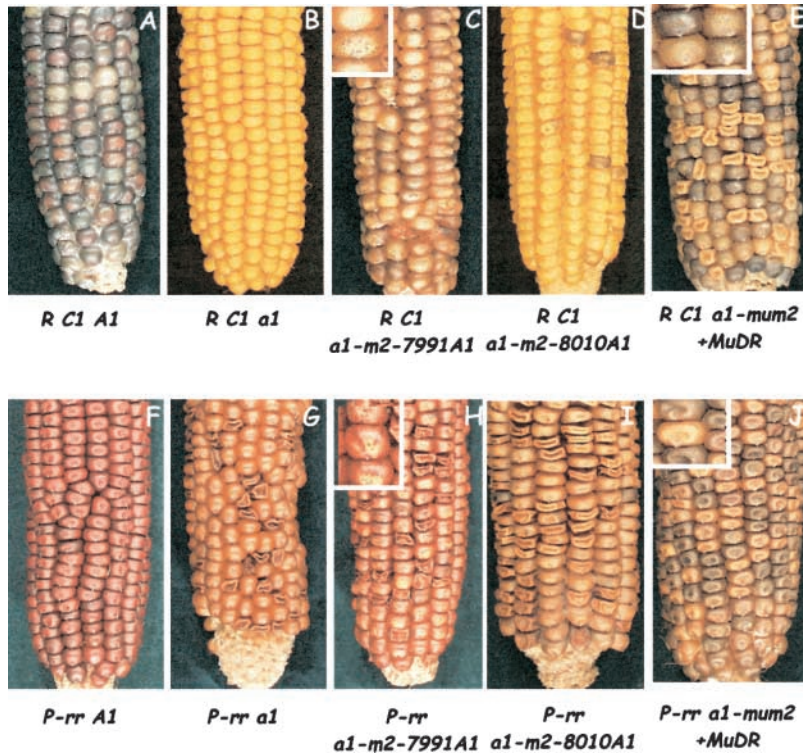 A
B
C
D
E
R C1 A1
R C1 a1
R C1
a1-m2-7991A1
R C1
a1-m2-8010A1
R C1 a1-mum2
+MuDR
F
G
H
I
J
P-rr A1
P-rr a1
P-rr
a1-m2-7991A1
P-rr
a1-m2-8010A1
P-rr a1-mum2
+MuDR